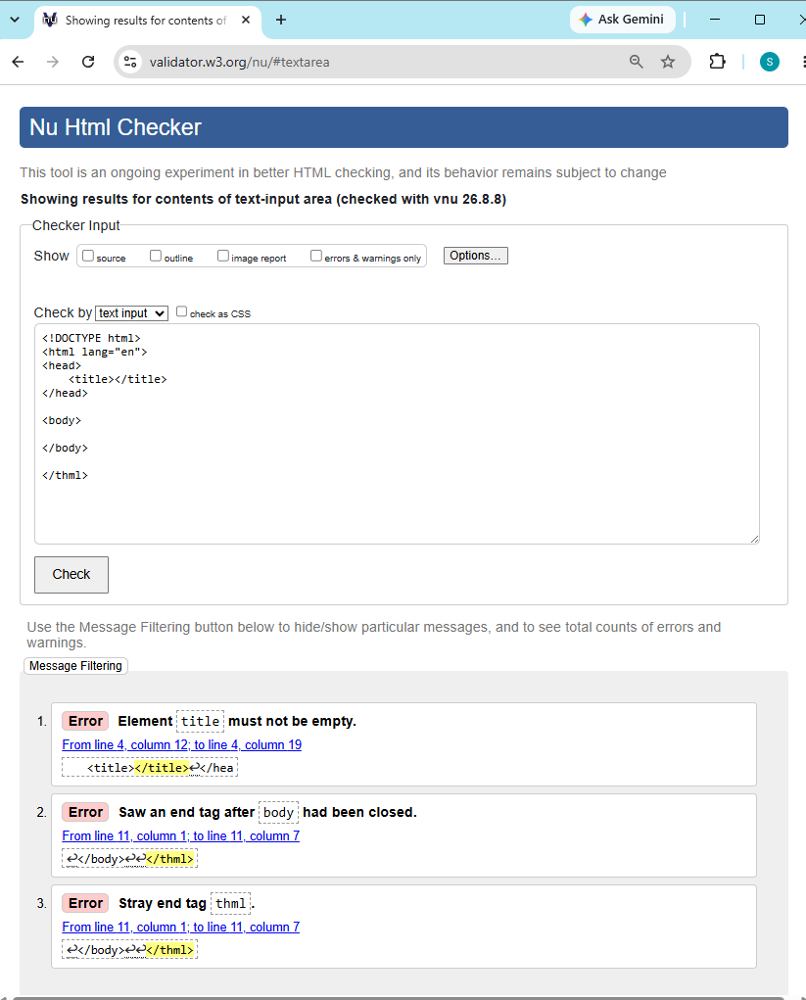 Showing results for contents of
Ask Gemini
validator.w3.org/nu/#textarea
S
Nu Html Checker
This tool is an ongoing experiment in better HTML checking, and its behavior remains subject to change
Showing results for contents of text-input area (checked with vnu 26.8.8)
Checker Input
Show source outline image report errors & warnings only Options...
Check by text input check as CSS
<!DOCTYPE html>
<html lang="en">
<head>
    <title></title>
</head>
<body>
</body>
</thml>
Check
Use the Message Filtering button below to hide/show particular messages, and to see total counts of errors and
warnings.
Message Filtering
1. Error Element title must not be empty.
From line 4, column 12; to line 4, column 19
    <title></title>↩</hea
2. Error Saw an end tag after body had been closed.
From line 11, column 1; to line 11, column 7
↩</body>↩↩</thml>
3. Error Stray end tag thml.
From line 11, column 1; to line 11, column 7
↩</body>↩↩</thml>